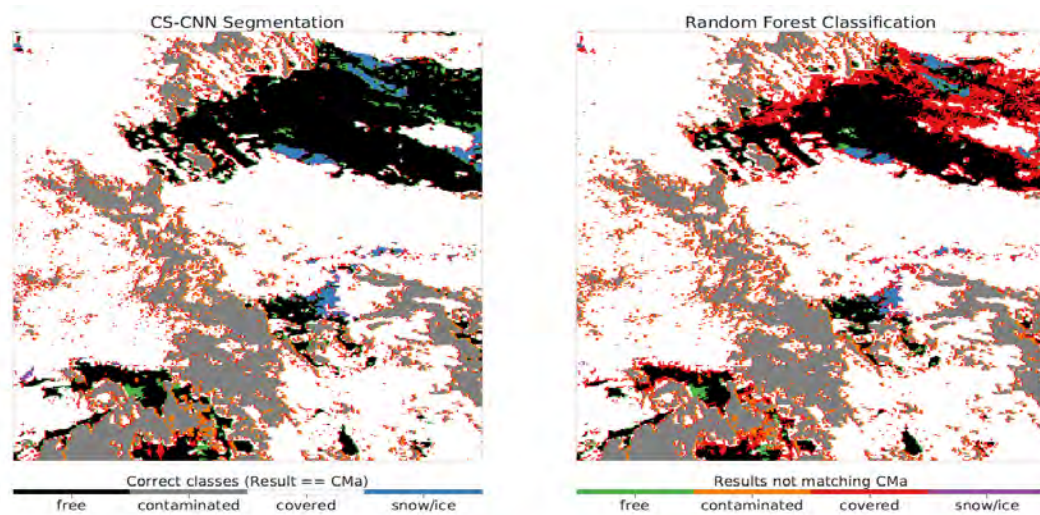 CS-CNN Segmentation
Random Forest Classification
Correct classes (Result == CMa)
free contaminated covered snow/ice
Results not matching CMa
free contaminated covered snow/ice